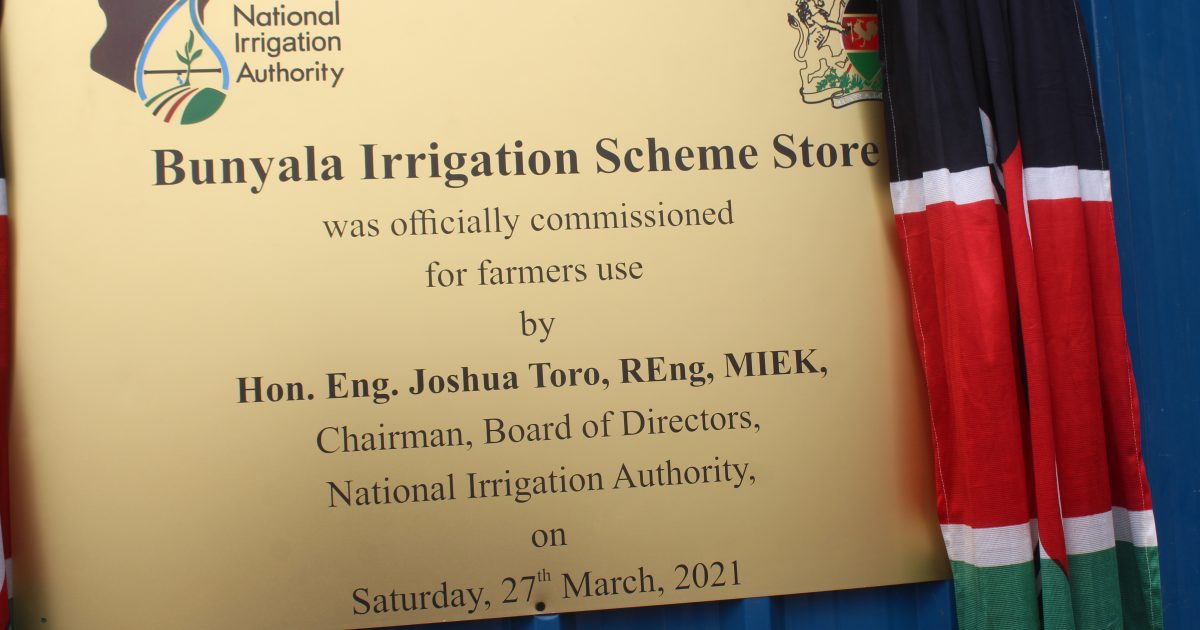 National
Irrigation
Authority
Bunyala Irrigation Scheme Store
was officially commissioned
for farmers use
by
Hon. Eng. Joshua Toro, REng, MIEK,
Chairman, Board of Directors,
National Irrigation Authority,
on
Saturday, 27th March, 2021